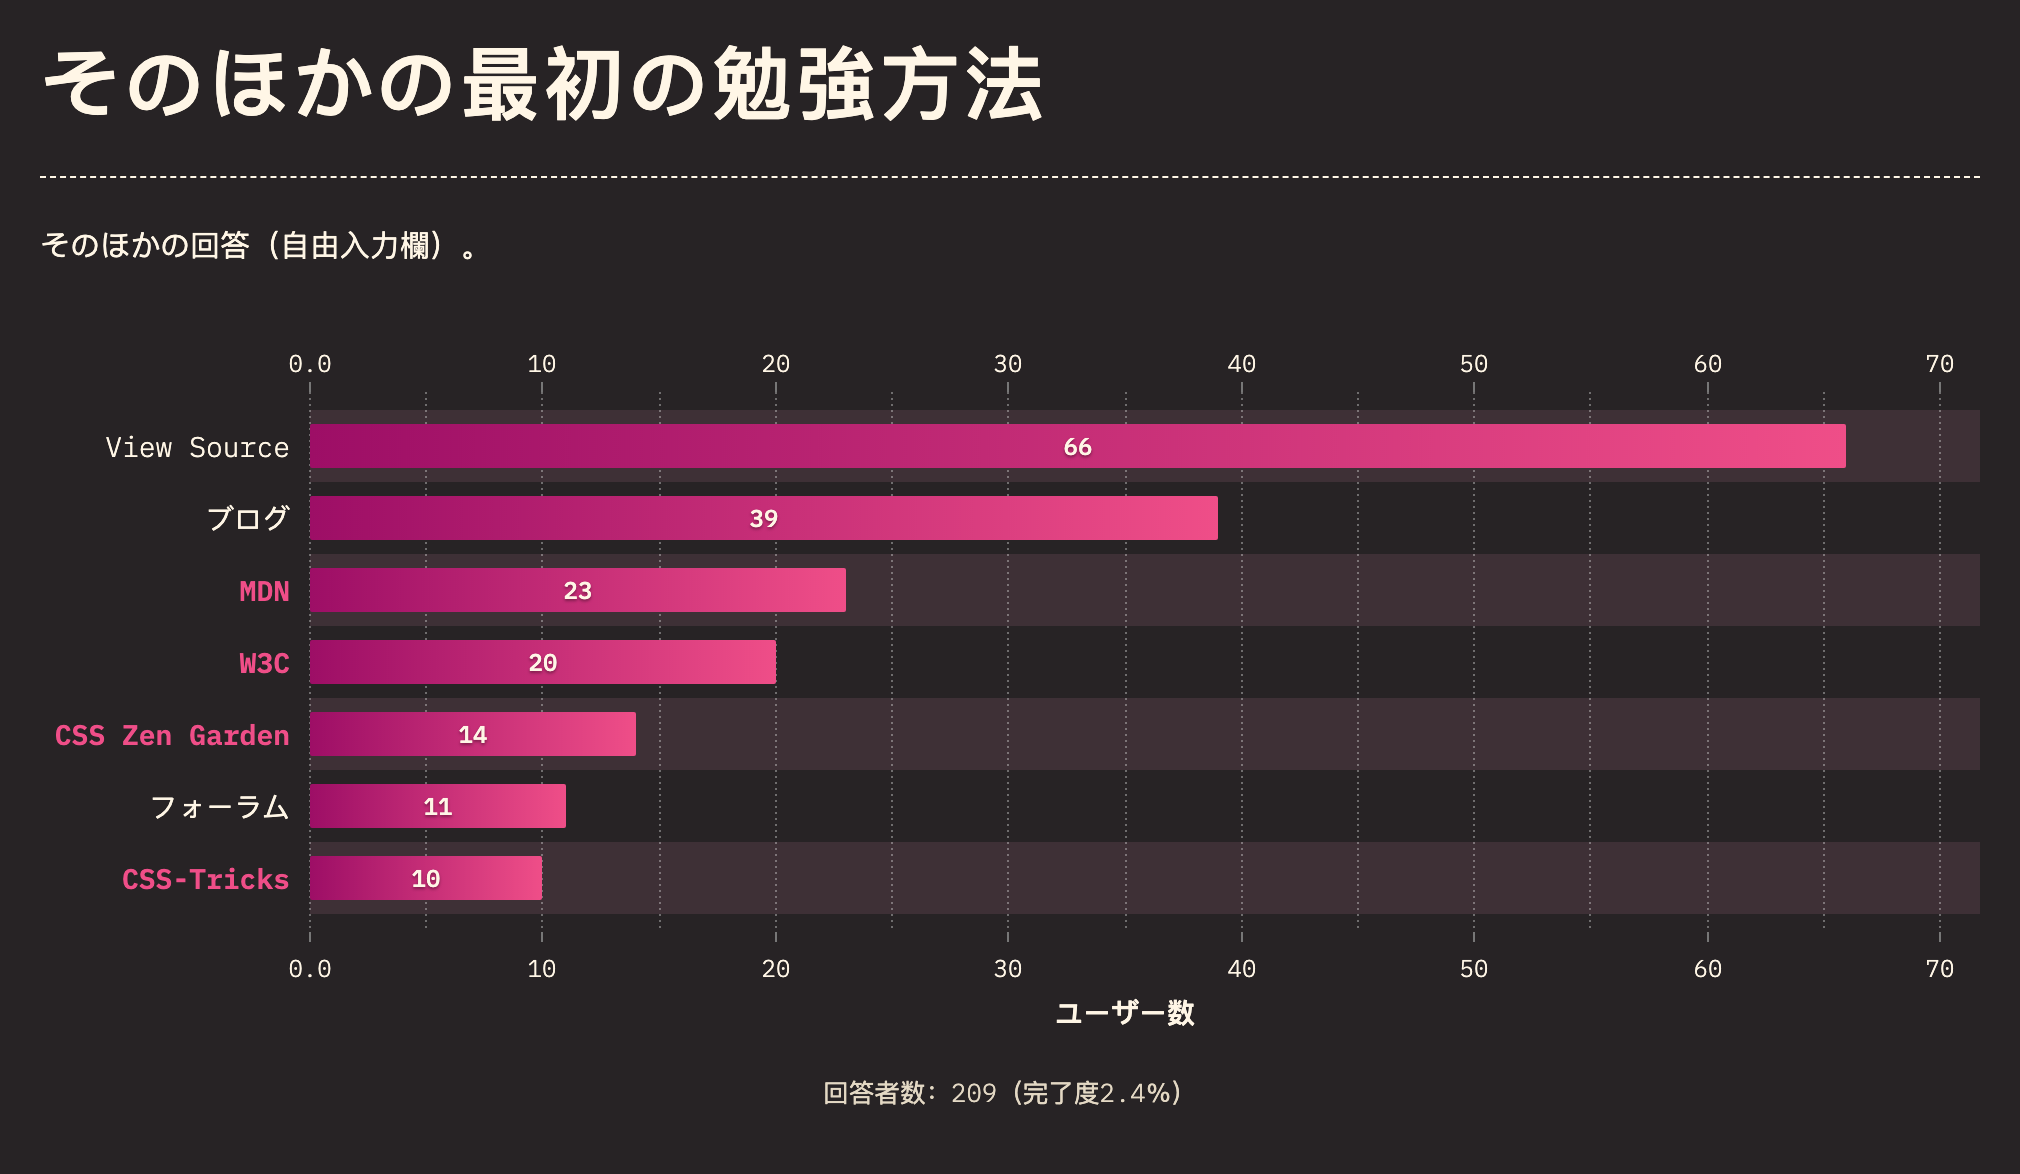 そのほかの最初の勉強方法
そのほかの回答（自由入力欄）。
0.0 10 20 30 40 50 60 70
View Source 66
ブログ 39
MDN 23
W3C 20
CSS Zen Garden 14
フォーラム 11
CSS-Tricks 10
0.0 10 20 30 40 50 60 70
ユーザー数
回答者数: 209 (完了度2.4%)